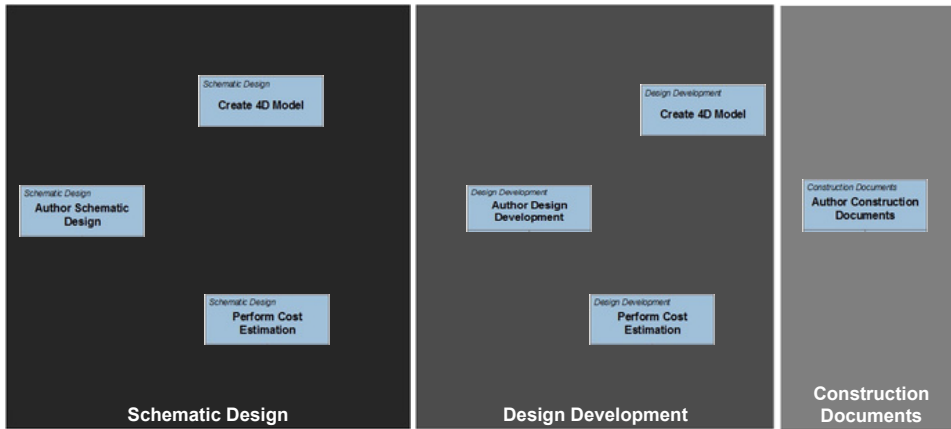 Schematic Design
Create 4D Model
Schematic Design
Author Schematic
Design
Schematic Design
Perform Cost
Estimation
Schematic Design
Design Development
Create 4D Model
Design Development
Author Design
Development
Design Development
Perform Cost
Estimation
Design Development
Construction Documents
Author Construction
Documents
Construction
Documents